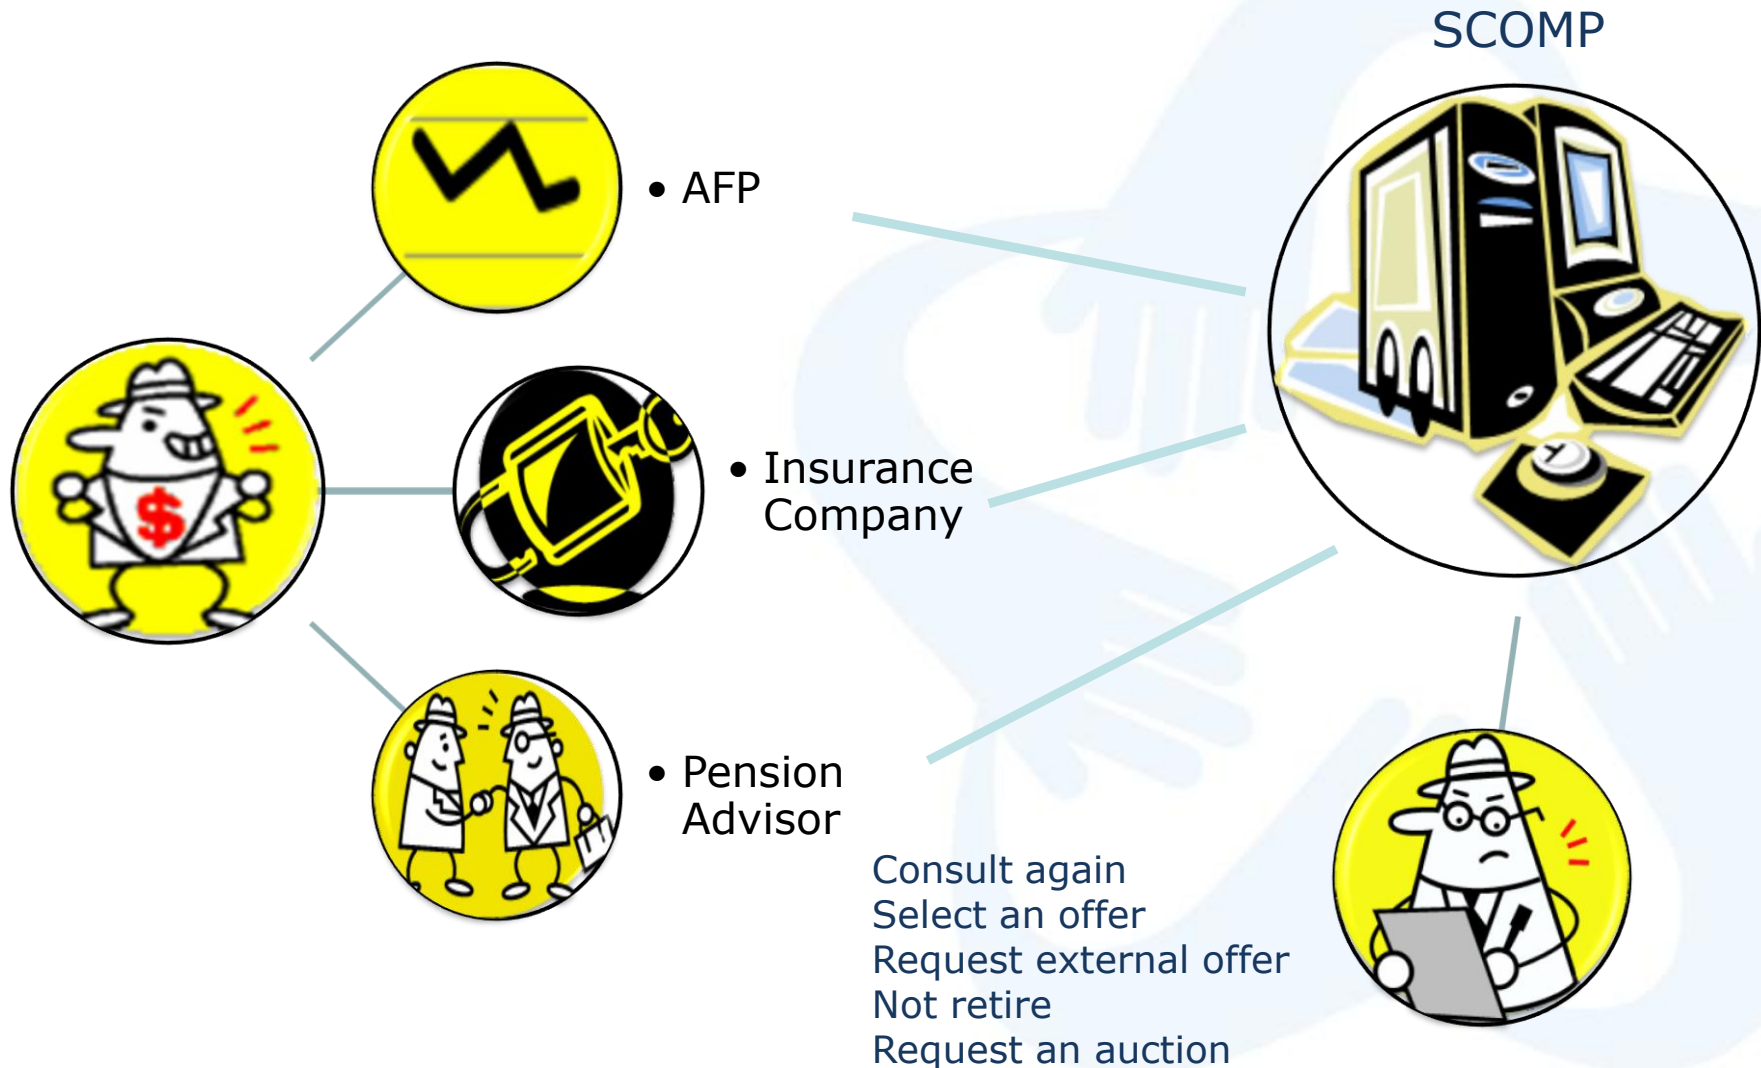 SCOMP
• AFP
• Insurance
Company
• Pension
Advisor
$
Consult again
Select an offer
Request external offer
Not retire
Request an auction